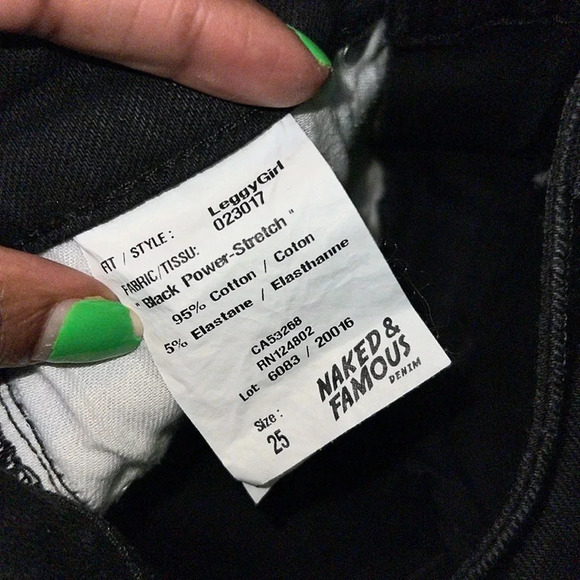 FIT / STYLE : LeggyGirl
023017
FABRIC/TISSU:
" Black Power-Stretch "
95% Cotton / Coton
5% Elastane / Elasthanne
CA53268
RN124802
Lot: 6083 / 20016
Size :
25
NAKED &
FAMOUS
DENIM